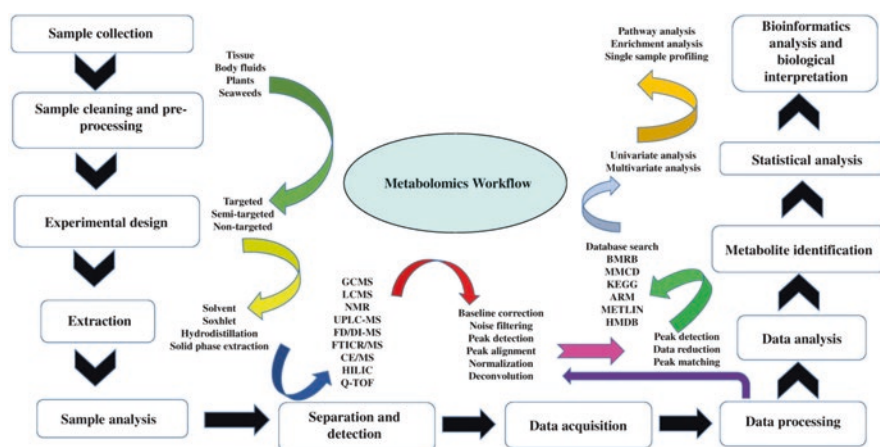 Sample collection
Sample cleaning and pre-
processing
Experimental design
Extraction
Sample analysis
Tissue
Body fluids
Plants
Seaweeds
Targeted
Semi-targeted
Non-targeted
Solvent
Soxhlet
Hydrodistillation
Solid phase extraction
GCMS
LCMS
NMR
UPLC-MS
FD/DI-MS
FTICR/MS
CE/MS
HILIC
Q-TOF
Separation and
detection
Metabolomics Workflow
Baseline correction
Noise filtering
Peak detection
Peak alignment
Normalization
Deconvolution
Data acquisition
Pathway analysis
Enrichment analysis
Single sample profiling
Univariate analysis
Multivariate analysis
Database search
BMRB
MMCD
KEGG
ARM
METLIN
HMDB
Peak detection
Data reduction
Peak matching
Bioinformatics
analysis and
biological
interpretation
Statistical analysis
Metabolite identification
Data analysis
Data processing